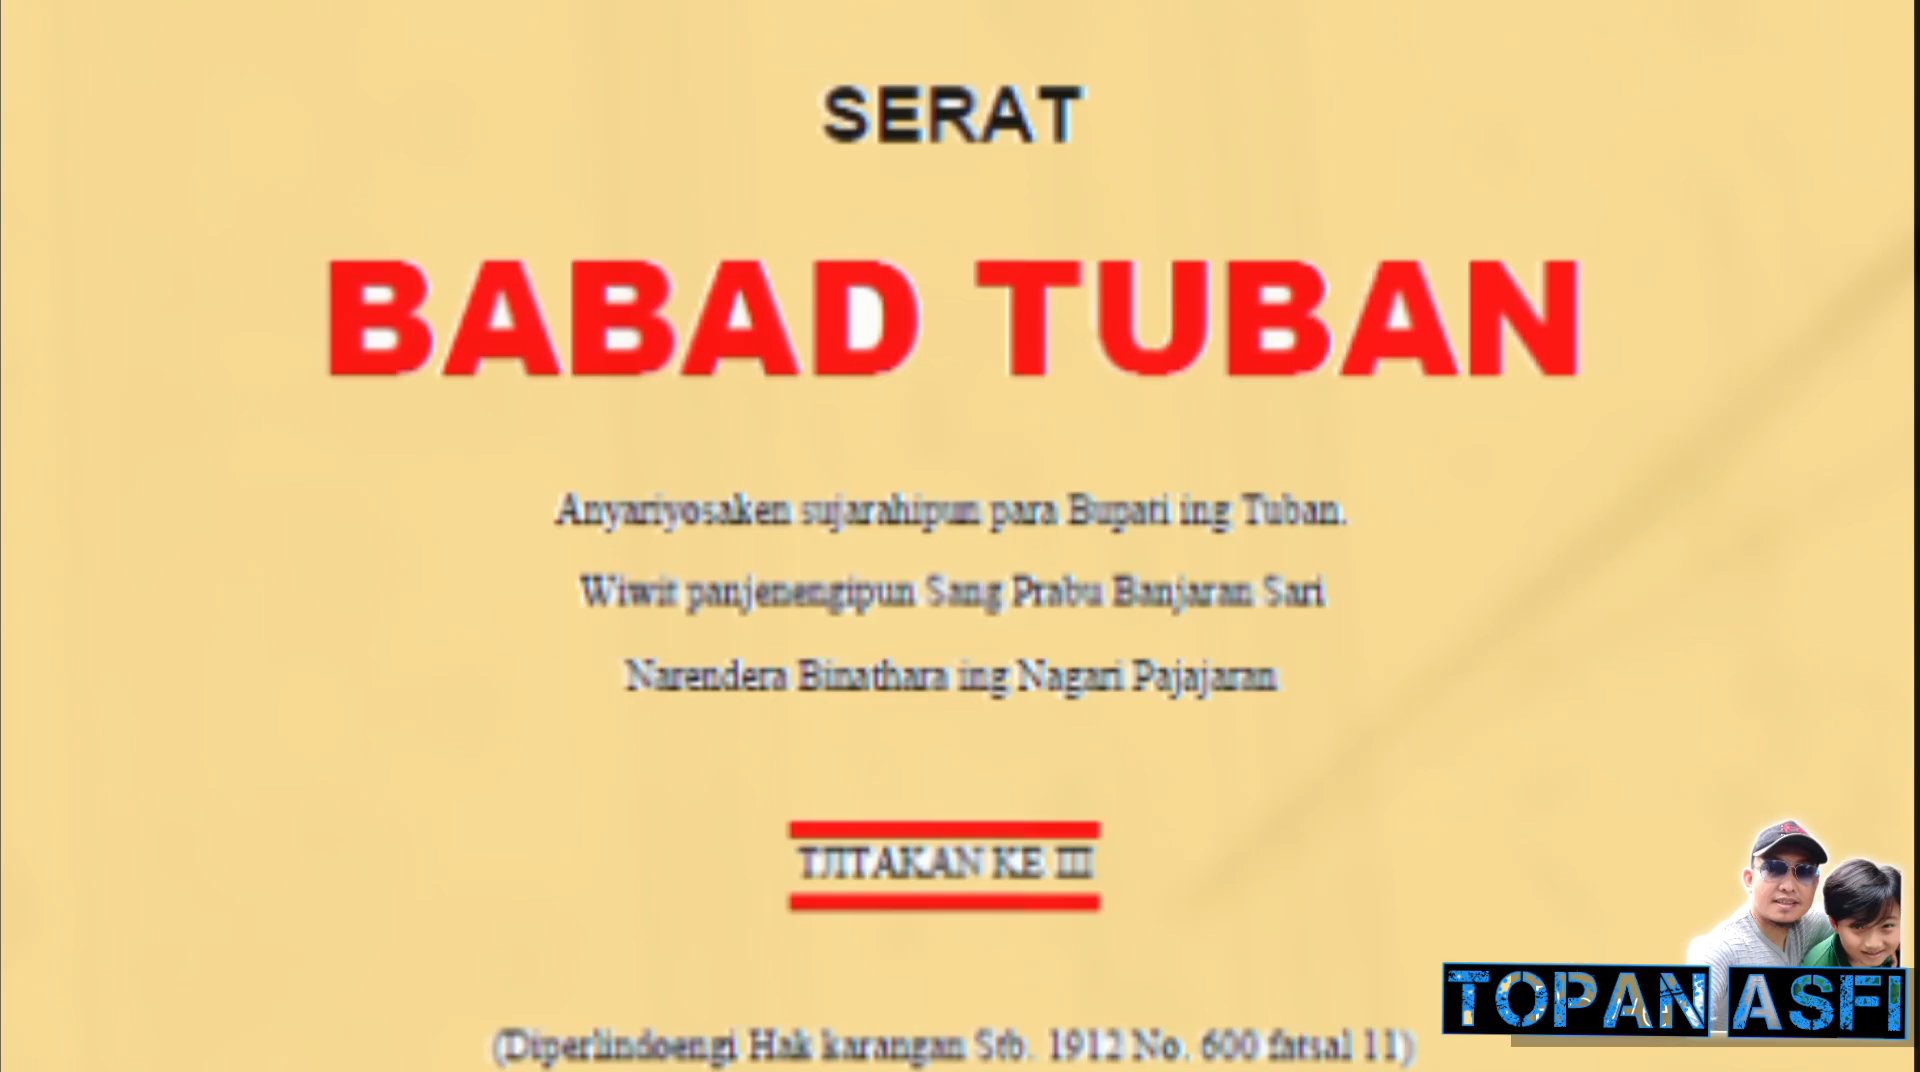 SERAT
BABAD TUBAN
Anyariyosaken sujarahipun para Bupati ing Tuban.
Wiwit panjenengipun Sang Prabu Banjaran Sari
Narendera Binathara ing Nagari Pajajaran
TJITAKAN KE III
(Diperlindoengi Hak karangan Stb. 1912 No. 600 fatsal 11)
TOPAN ASFI